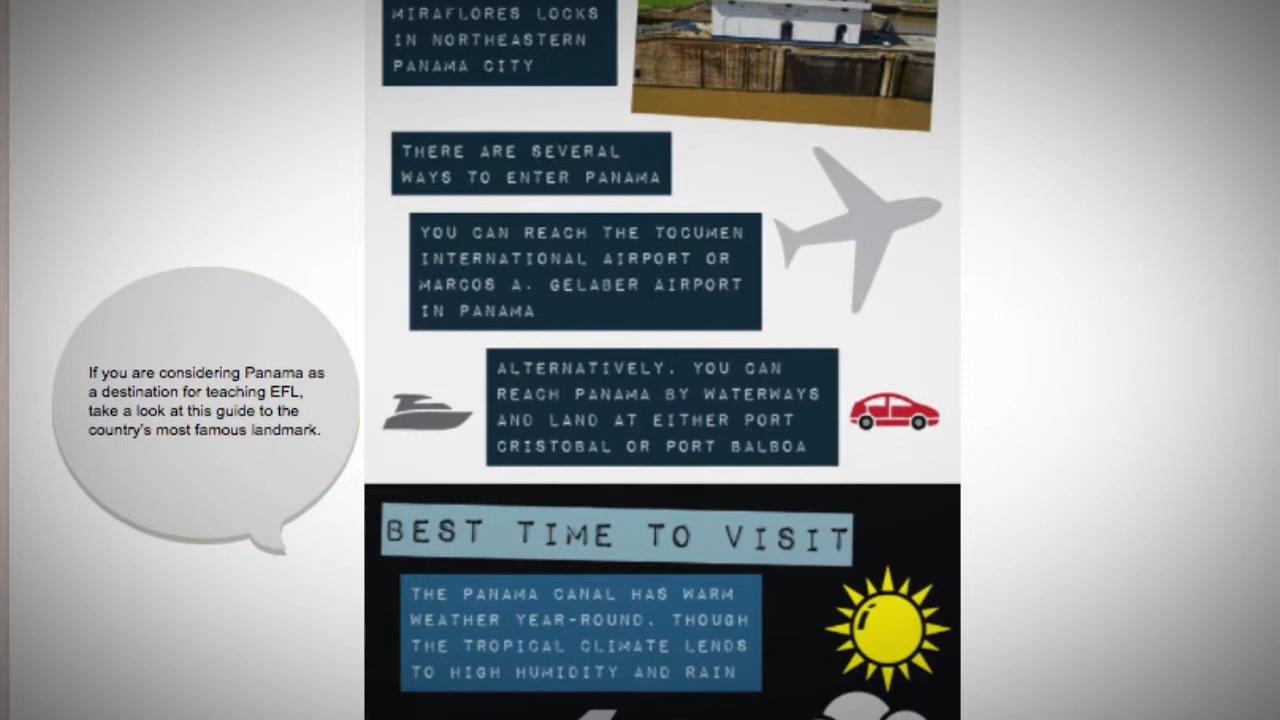 MIRAFLORES LOCKS
IN NORTHEASTERN
PANAMA CITY
THERE ARE SEVERAL
WAYS TO ENTER PANAMA
YOU CAN REACH THE TOCUMEN
INTERNATIONAL AIRPORT OR
MARCOS A. GELABER AIRPORT
IN PANAMA
ALTERNATIVELY, YOU CAN
REACH PANAMA BY WATERWAYS
AND LAND AT EITHER PORT
CRISTOBAL OR PORT BALBOA
If you are considering Panama as
a destination for teaching EFL,
take a look at this guide to the
country's most famous landmark.
BEST TIME TO VISIT
THE PANAMA CANAL HAS WARM
WEATHER YEAR-ROUND, THOUGH
THE TROPICAL CLIMATE LENDS
TO HIGH HUMIDITY AND RAIN